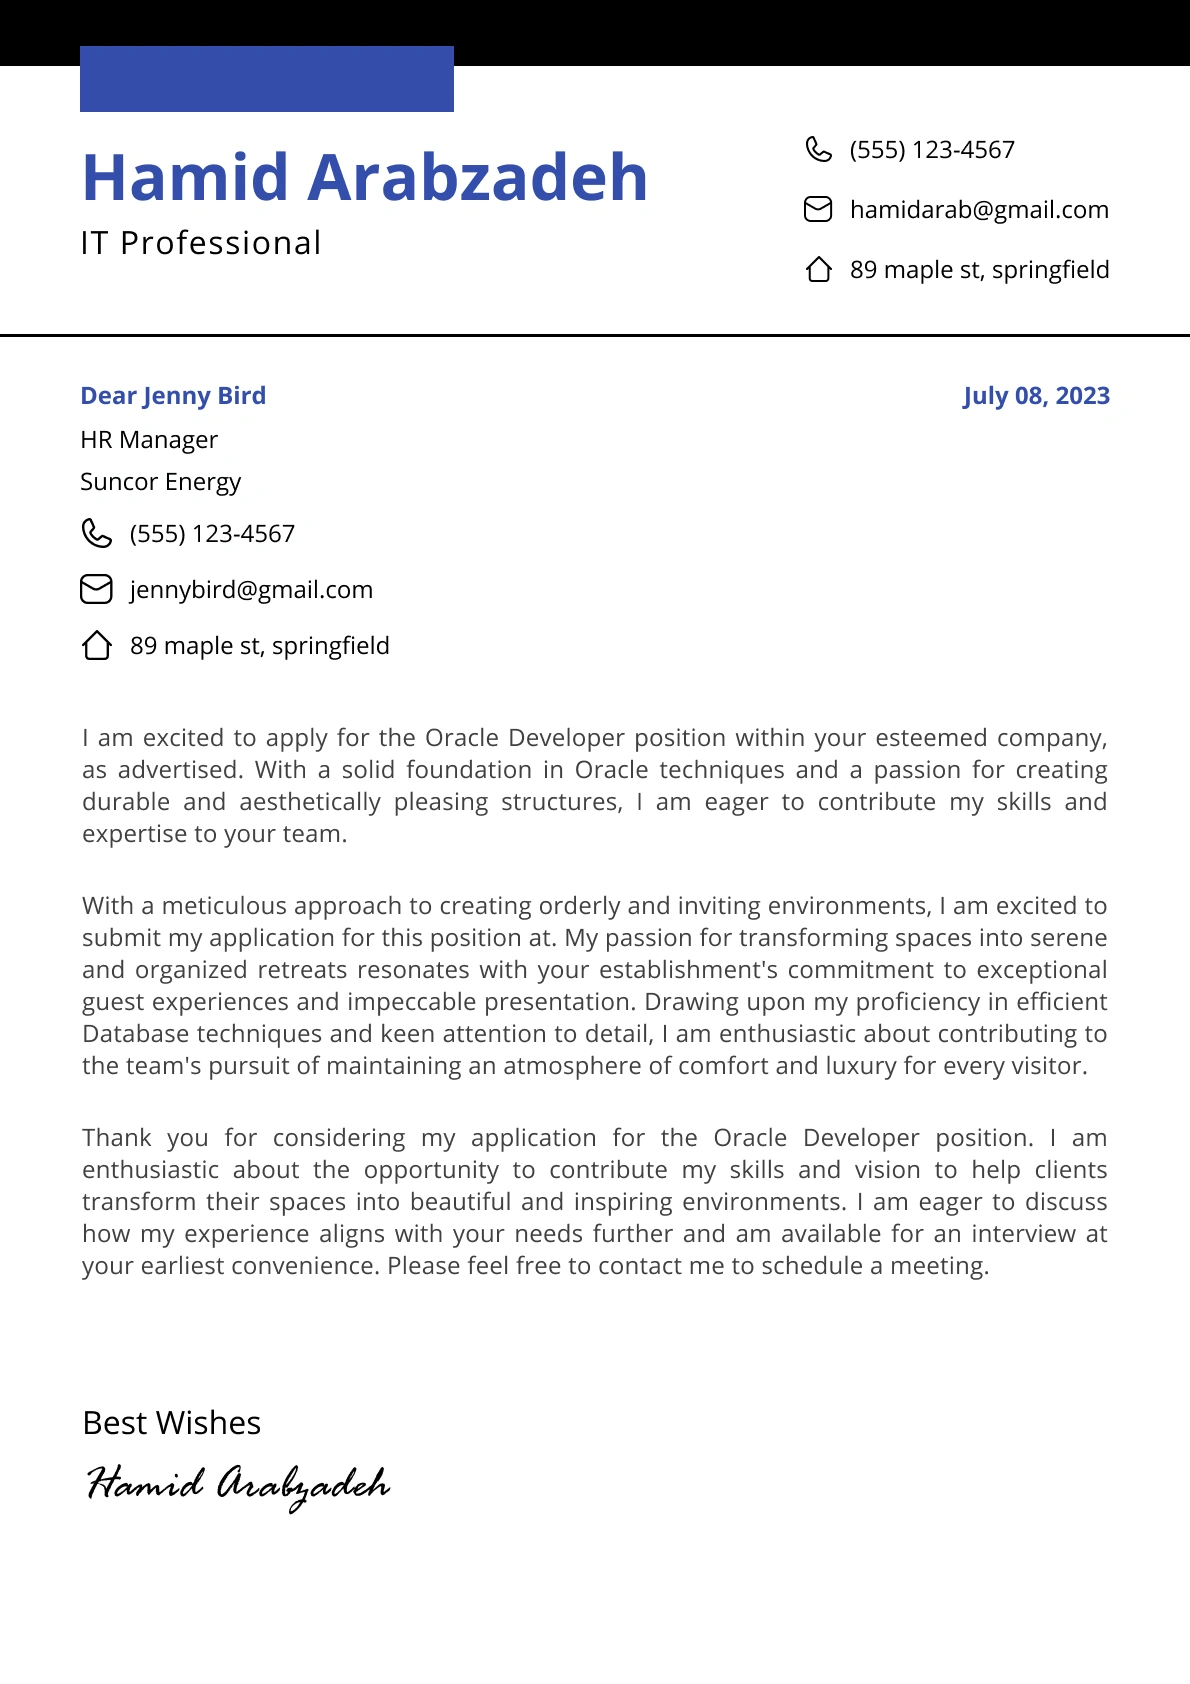 Hamid Arabzadeh
IT Professional
(555) 123-4567
hamidarab@gmail.com
89 maple st, springfield
Dear Jenny Bird
July 08, 2023
HR Manager
Suncor Energy
(555) 123-4567
jennybird@gmail.com
89 maple st, springfield
I am excited to apply for the Oracle Developer position within your esteemed company,
as advertised. With a solid foundation in Oracle techniques and a passion for creating
durable and aesthetically pleasing structures, I am eager to contribute my skills and
expertise to your team.
With a meticulous approach to creating orderly and inviting environments, I am excited to
submit my application for this position at. My passion for transforming spaces into serene
and organized retreats resonates with your establishment's commitment to exceptional
guest experiences and impeccable presentation. Drawing upon my proficiency in efficient
Database techniques and keen attention to detail, I am enthusiastic about contributing to
the team's pursuit of maintaining an atmosphere of comfort and luxury for every visitor.
Thank you for considering my application for the Oracle Developer position. I am
enthusiastic about the opportunity to contribute my skills and vision to help clients
transform their spaces into beautiful and inspiring environments. I am eager to discuss
how my experience aligns with your needs further and am available for an interview at
your earliest convenience. Please feel free to contact me to schedule a meeting.
Best Wishes
Hamid Arabzadeh